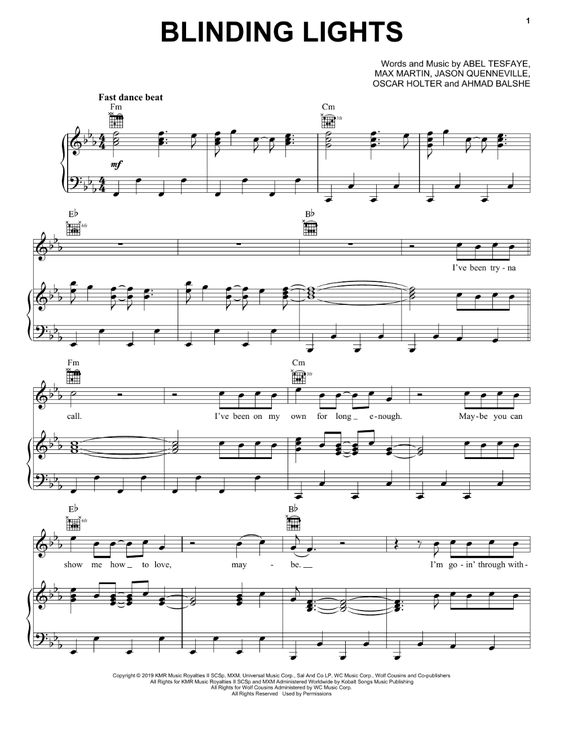 1
BLINDING LIGHTS
Words and Music by ABEL TESFAYE,
MAX MARTIN, JASON QUENNEVILLE,
OSCAR HOLTER and AHMAD BALSHE
Fast dance beat
Fm Cm
mf
E♭ B♭
I've been try - na
Fm Cm
call. I've been on my own for long e - nough. May - be you can
E♭ B♭
show me how to love, may - be. I'm go - in' through with -
Copyright © 2019 KMR Music Royalties II SCSp, MXM, Universal Music Corp., Sal And Co LP, WC Music Corp., Wolf Cousins and Co-publishers
All Rights for KMR Music Royalties II SCSp and MXM Administered Worldwide by Kobalt Songs Music Publishing
All Rights for Wolf Cousins Administered by WC Music Corp.
All Rights Reserved Used by Permissions